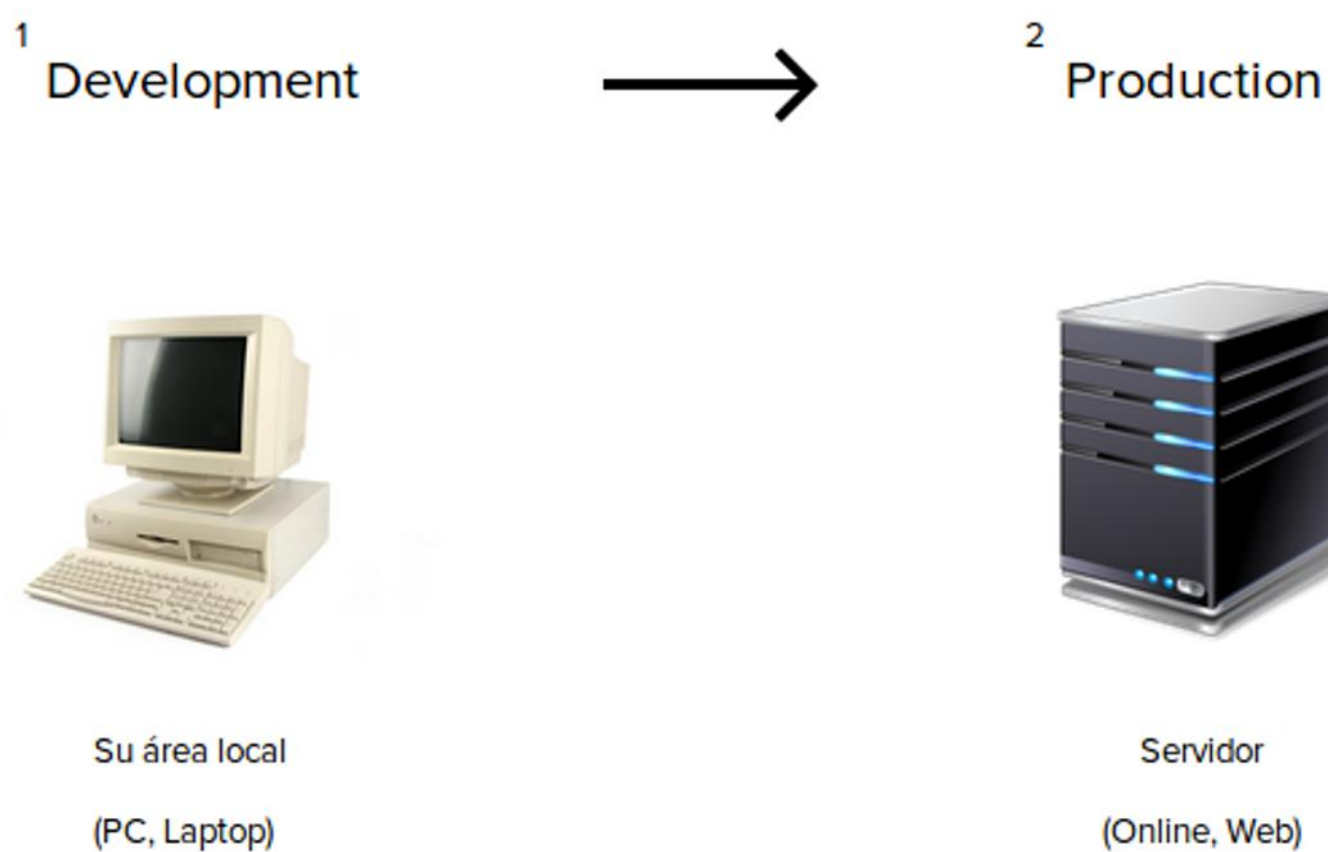 1
Development
2
Production
Su área local
(PC, Laptop)
Servidor
(Online, Web)